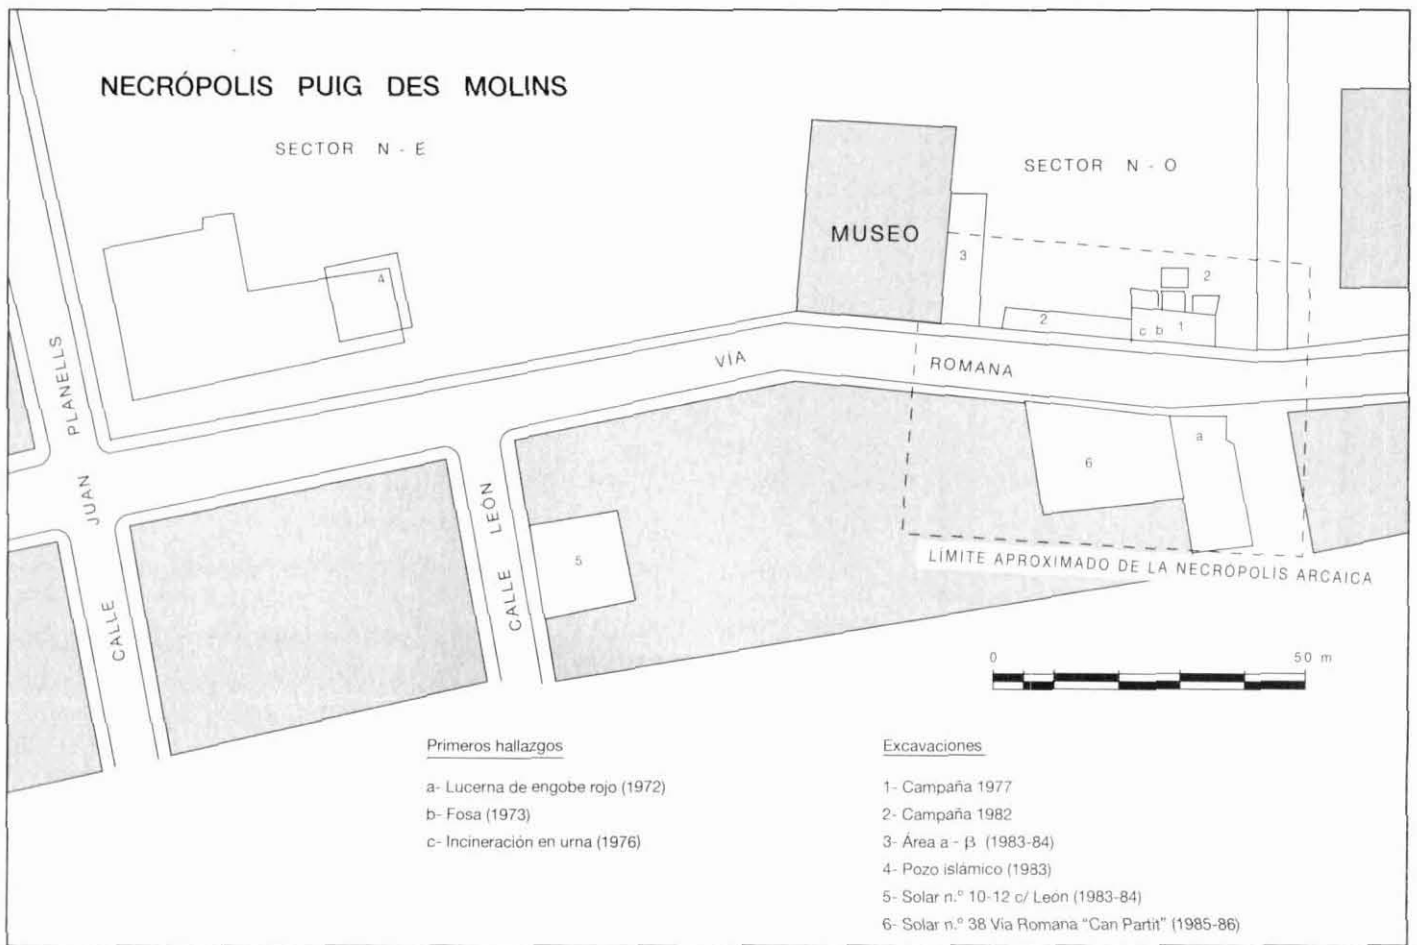 NECRÓPOLIS PUIG DES MOLINS
SECTOR N - E
SECTOR N - O
MUSEO
3
4
2
2
c b 1
VÍA ROMANA
CALLE JUAN PLANELLS
CALLE LEÓN
a
6
5
LÍMITE APROXIMADO DE LA NECRÓPOLIS ARCAICA
0 50 m
Primeros hallazgos
a- Lucerna de engobe rojo (1972)
b- Fosa (1973)
c- Incineración en urna (1976)
Excavaciones
1- Campaña 1977
2- Campaña 1982
3- Área a - β (1983-84)
4- Pozo islámico (1983)
5- Solar n.º 10-12 c/ León (1983-84)
6- Solar n.º 38 Via Romana "Can Partit" (1985-86)